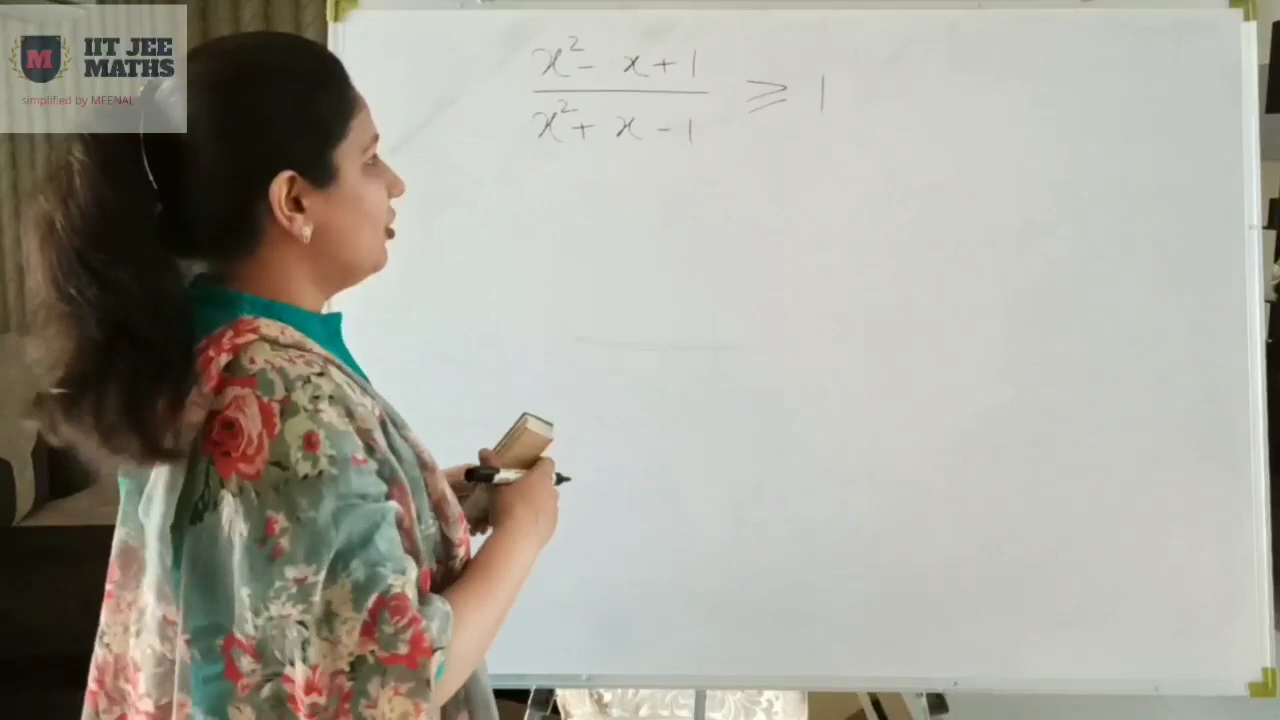 IIT JEE
MATHS
simplified by MEENAL
M
x² - x + 1
x² + x - 1
≥ 1